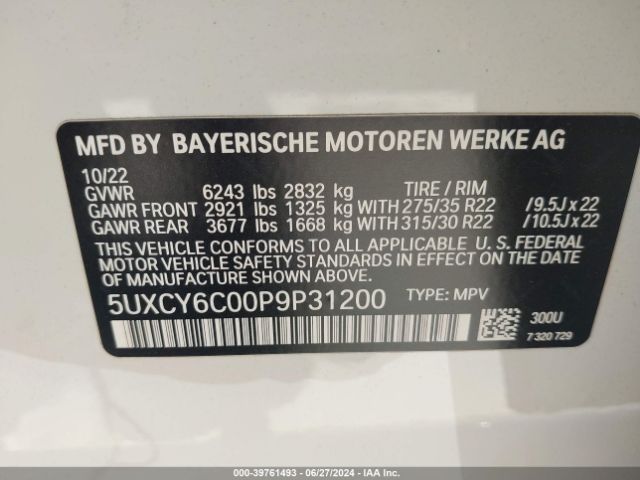 MFD BY BAYERISCHE MOTOREN WERKE AG
10/22
GVWR 6243 lbs 2832 kg TIRE / RIM
GAWR FRONT 2921 lbs 1325 kg WITH 275/35 R22 /9.5J x 22
GAWR REAR 3677 lbs 1668 kg WITH 315/30 R22 /10.5J x 22
THIS VEHICLE CONFORMS TO ALL APPLICABLE U. S. FEDERAL
MOTOR VEHICLE SAFETY STANDARDS IN EFFECT ON THE DATE OF
MANUFACTURE SHOWN ABOVE.
5UXCY6C00P9P31200 TYPE: MPV
300U
7 320 729
000-39761493 - 06/27/2024 - IAA Inc.